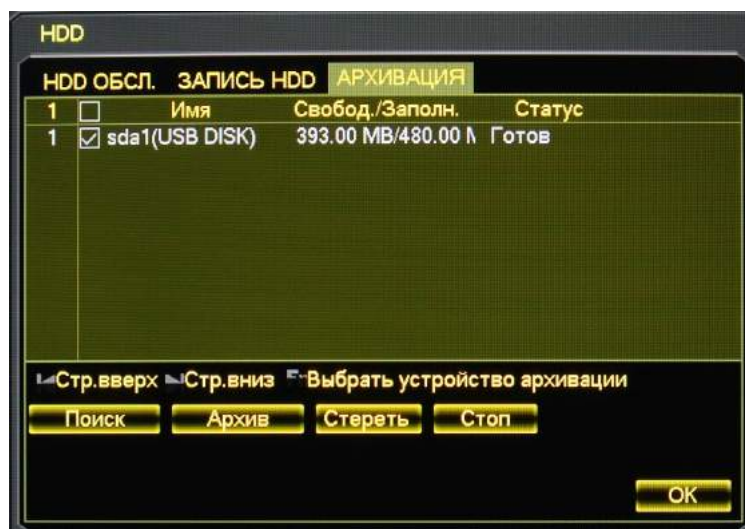 HDD
HDD ОБСЛ. ЗАПИСЬ HDD АРХИВАЦИЯ
1 Имя Свобод./Заполн. Статус
1 sda1(USB DISK) 393.00 MB/480.00 Готов
Стр.вверх Стр.вниз Выбрать устройство архивации
Поиск Архив Стереть Стоп
OK